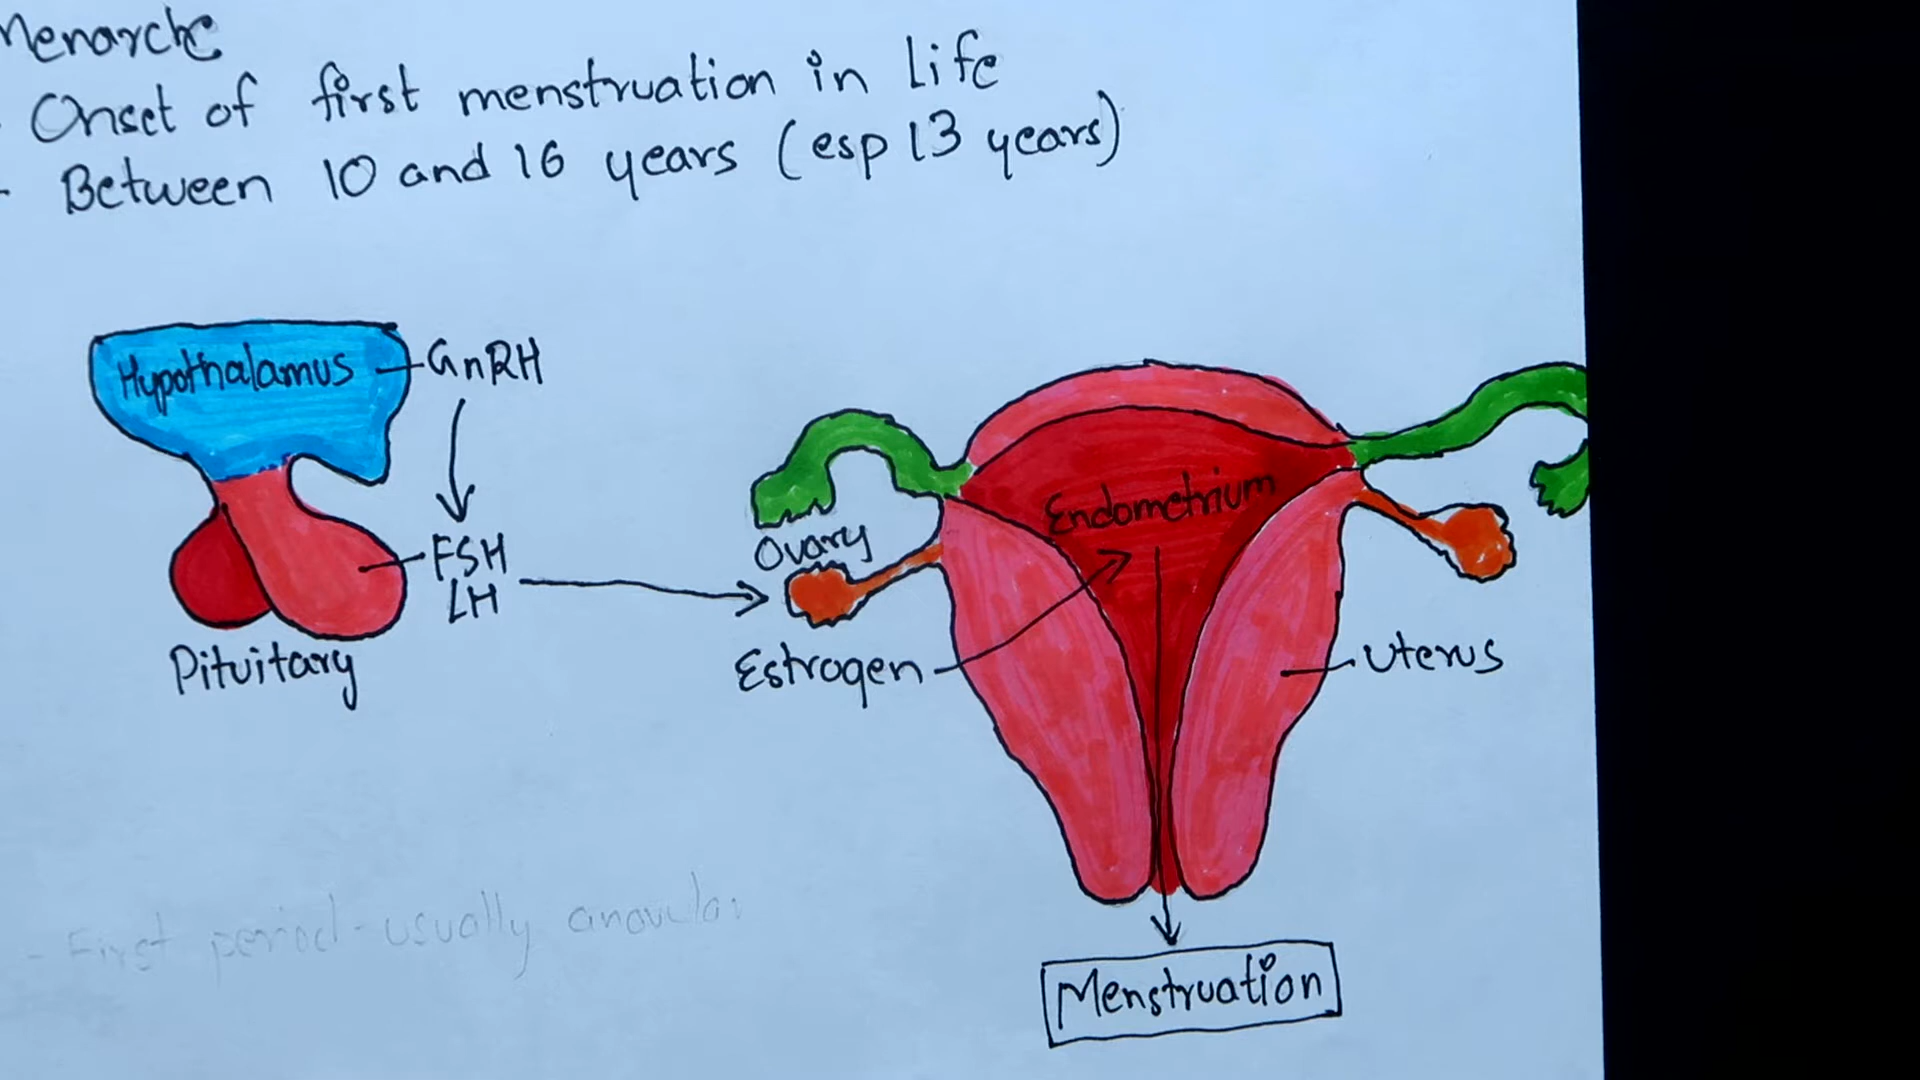 Menarche
- Onset of first menstruation in Life
- Between 10 and 16 years (esp 13 years)
Hypothalamus
GnRH
FSH
LH
Pituitary
Ovary
Estrogen
Endometrium
Uterus
- First period - usually anovular
Menstruation